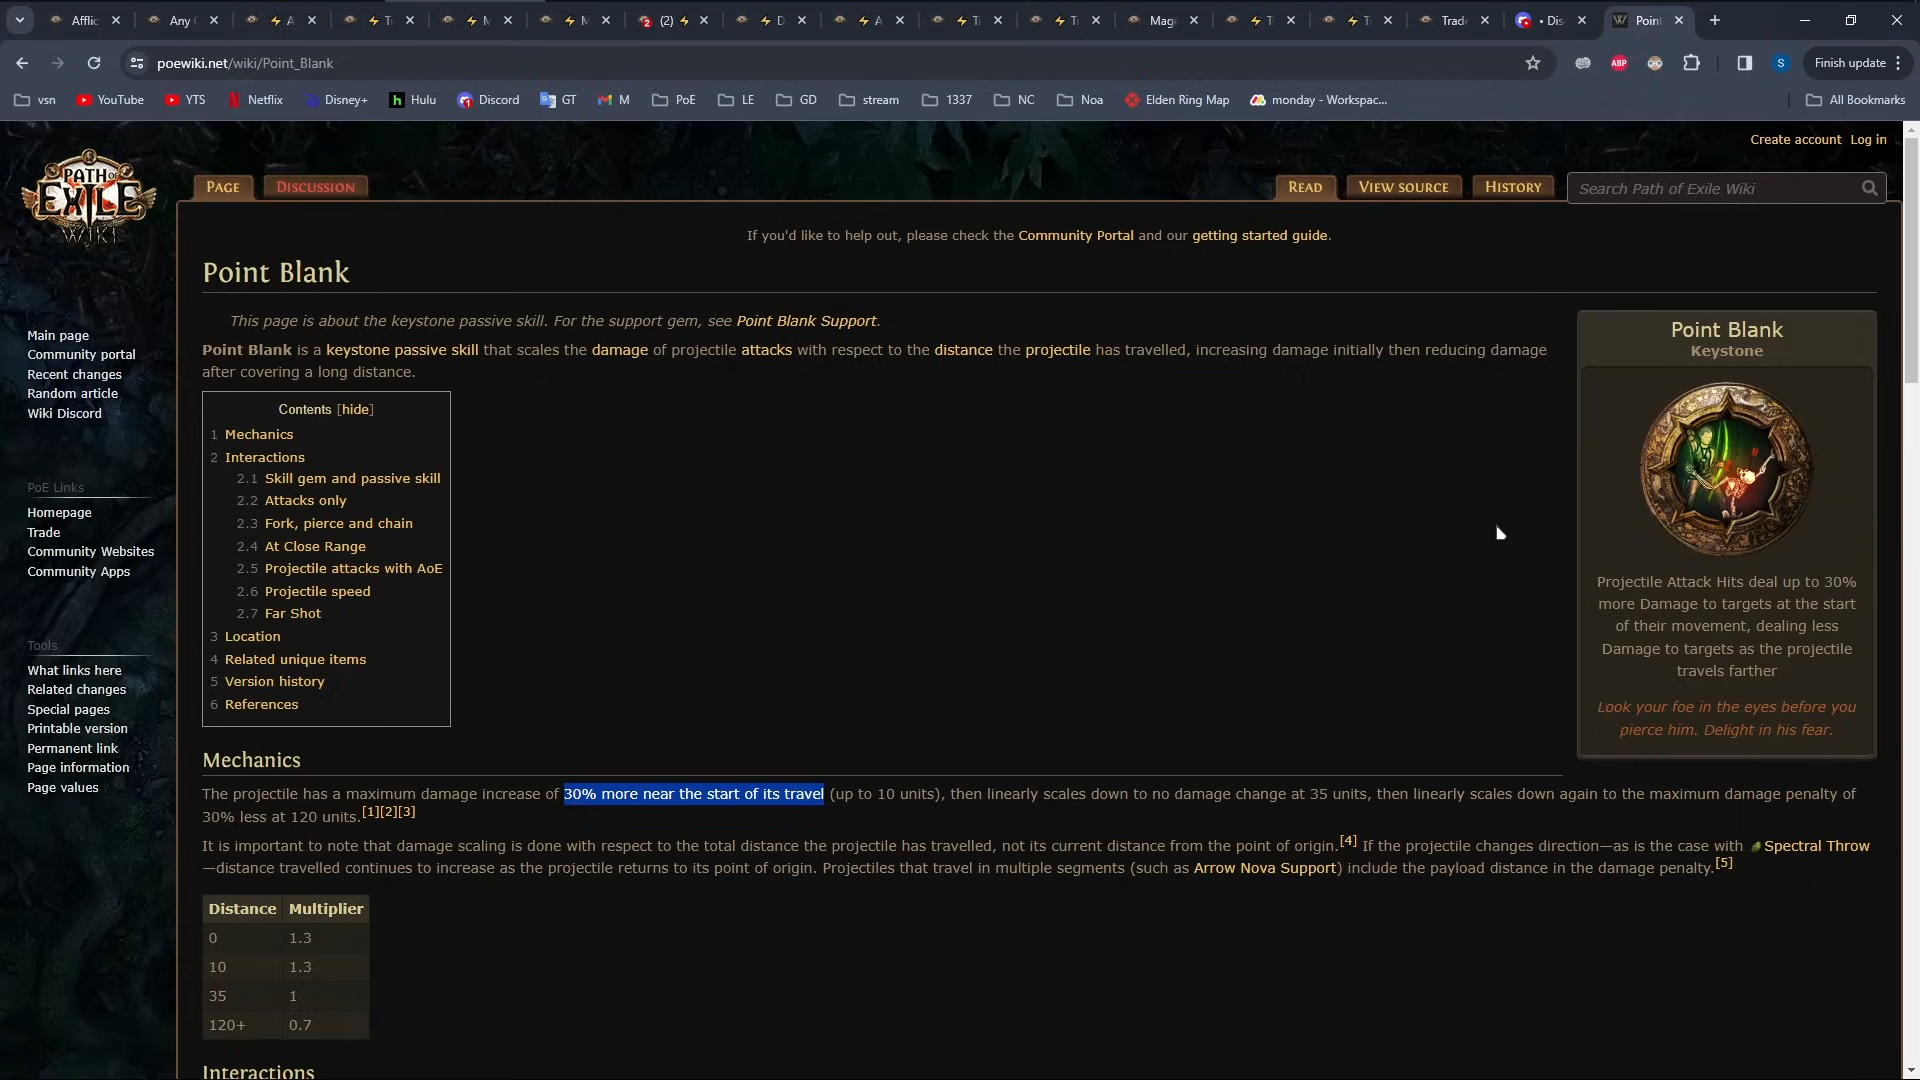 Afflic
Any
A
T
M
M
(2)
D
A
T
T
Mag
T
T
Trad
• Dis
Point
poewiki.net/wiki/Point_Blank
ABP
S
Finish update
vsn
YouTube
YTS
Netflix
Disney+
Hulu
Discord
GT
M
PoE
LE
GD
stream
1337
NC
Noa
Elden Ring Map
monday - Workspac...
All Bookmarks
Create account Log in
PATH OF EXILE WIKI
PAGE
DISCUSSION
READ
VIEW SOURCE
HISTORY
Search Path of Exile Wiki
If you'd like to help out, please check the Community Portal and our getting started guide.
Point Blank
This page is about the keystone passive skill. For the support gem, see Point Blank Support.
Point Blank is a keystone passive skill that scales the damage of projectile attacks with respect to the distance the projectile has travelled, increasing damage initially then reducing damage
after covering a long distance.
Contents [hide]
1 Mechanics
2 Interactions
2.1 Skill gem and passive skill
2.2 Attacks only
2.3 Fork, pierce and chain
2.4 At Close Range
2.5 Projectile attacks with AoE
2.6 Projectile speed
2.7 Far Shot
3 Location
4 Related unique items
5 Version history
6 References
Point Blank
Keystone
Projectile Attack Hits deal up to 30%
more Damage to targets at the start
of their movement, dealing less
Damage to targets as the projectile
travels farther
Look your foe in the eyes before you
pierce him. Delight in his fear.
Main page
Community portal
Recent changes
Random article
Wiki Discord
PoE Links
Homepage
Trade
Community Websites
Community Apps
Tools
What links here
Related changes
Special pages
Printable version
Permanent link
Page information
Page values
Mechanics
The projectile has a maximum damage increase of 30% more near the start of its travel (up to 10 units), then linearly scales down to no damage change at 35 units, then linearly scales down again to the maximum damage penalty of
30% less at 120 units.[1][2][3]
It is important to note that damage scaling is done with respect to the total distance the projectile has travelled, not its current distance from the point of origin.[4] If the projectile changes direction—as is the case with Spectral Throw
—distance travelled continues to increase as the projectile returns to its point of origin. Projectiles that travel in multiple segments (such as Arrow Nova Support) include the payload distance in the damage penalty.[5]
Distance Multiplier
0 1.3
10 1.3
35 1
120+ 0.7
Interactions